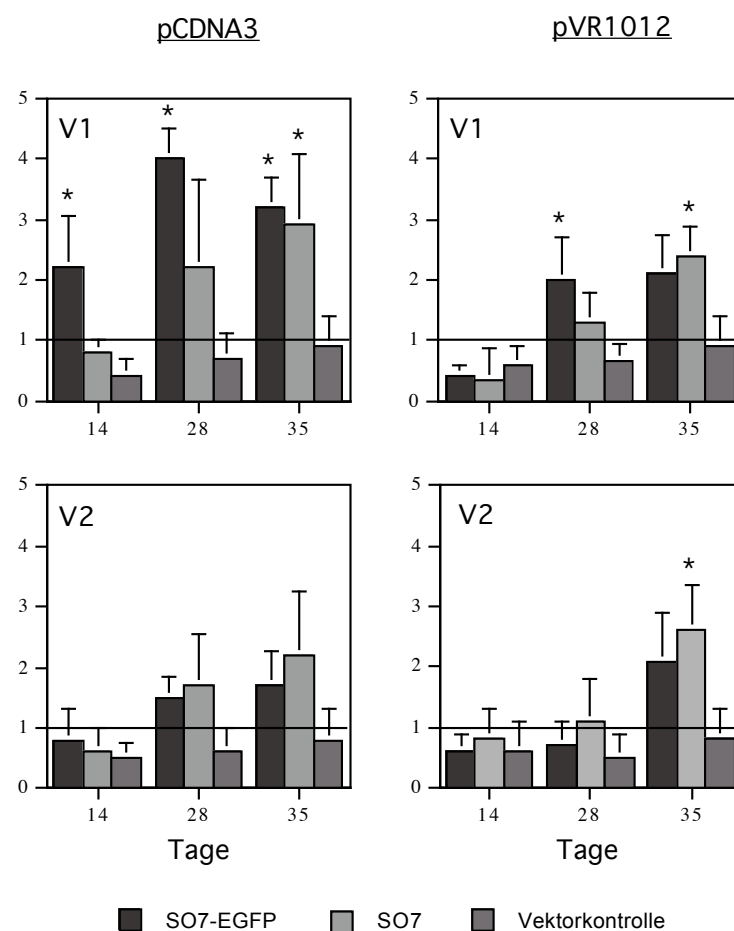 pCDNA3 pVR1012
5 5
V1 * V1
4 * * 4
* 
3 3
* *
2 2
1 1
0 0
14 28 35 14 28 35
5 5
V2 V2
4 4
*
3 3
2 2
1 1
0 0
14 28 35 14 28 35
Tage Tage
SO7-EGFP SO7 Vektorkontrolle